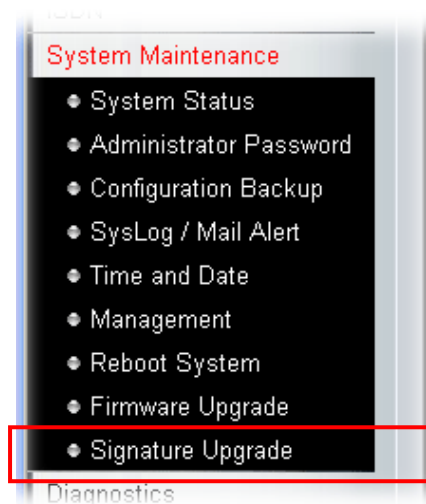 ISDN
System Maintenance
System Status
Administrator Password
Configuration Backup
SysLog / Mail Alert
Time and Date
Management
Reboot System
Firmware Upgrade
Signature Upgrade
Diagnostics